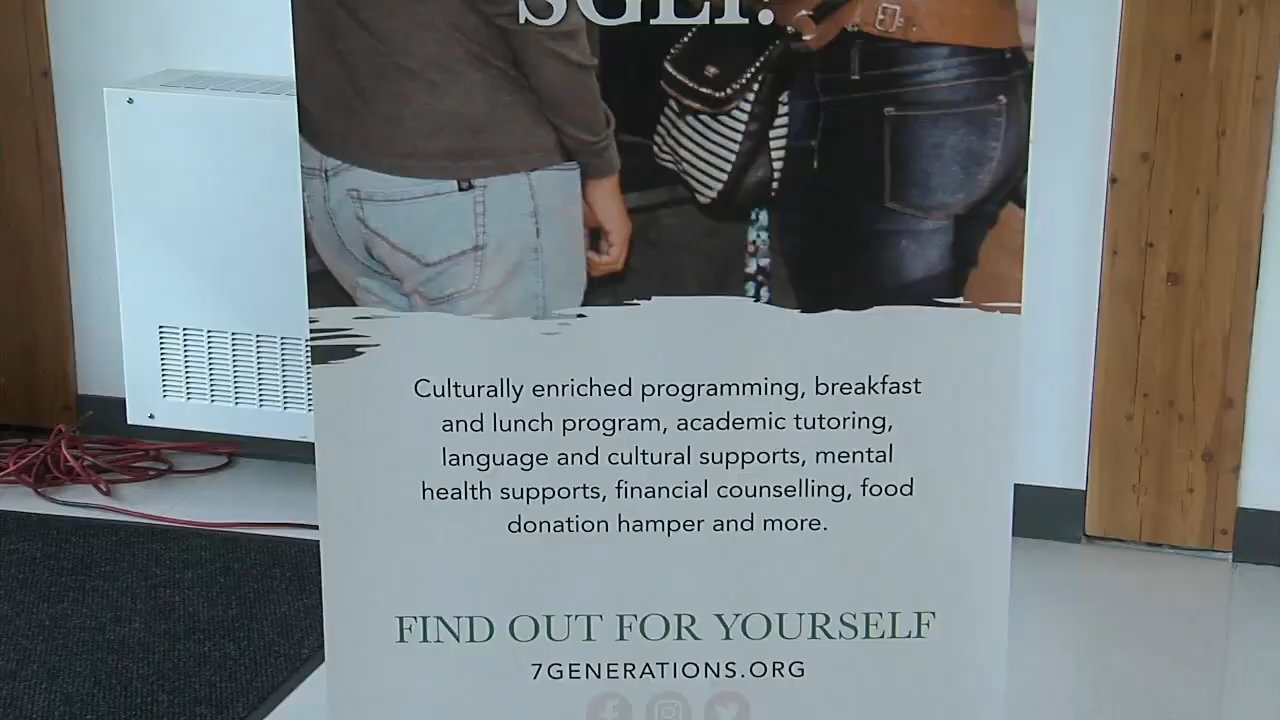 SGEI?
Culturally enriched programming, breakfast
and lunch program, academic tutoring,
language and cultural supports, mental
health supports, financial counselling, food
donation hamper and more.
FIND OUT FOR YOURSELF
7GENERATIONS.ORG